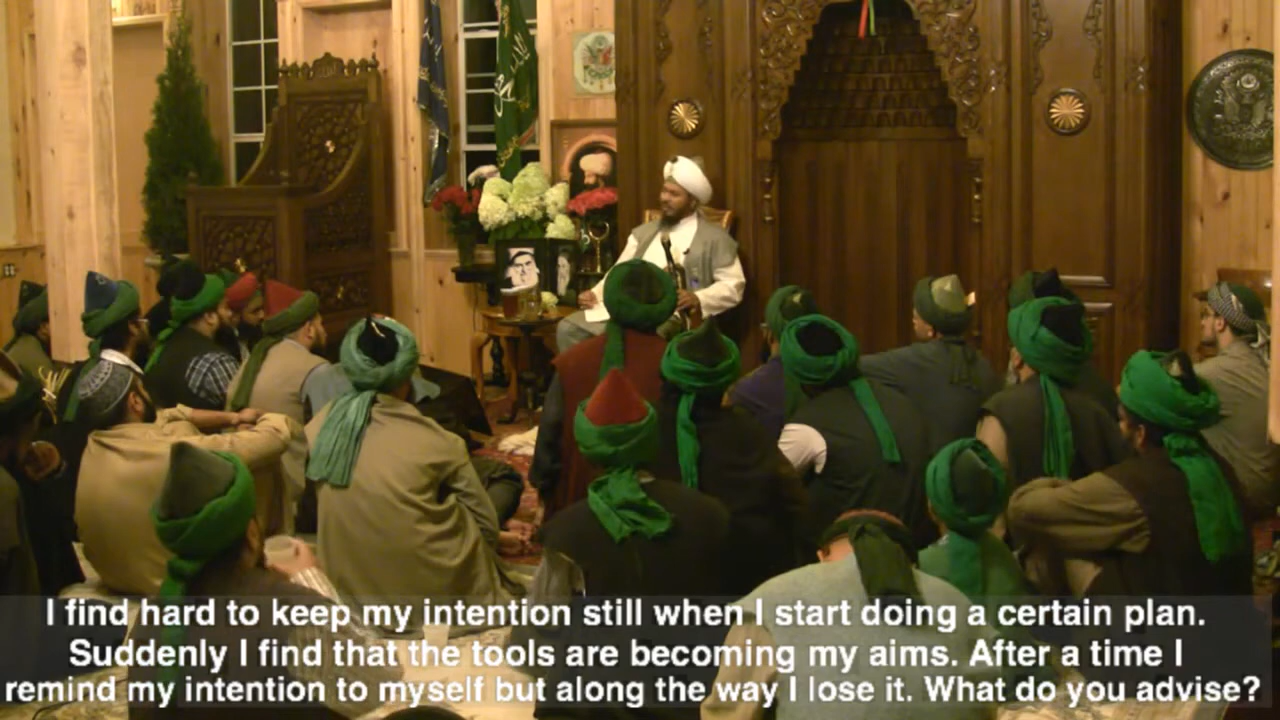 I find hard to keep my intention still when I start doing a certain plan.
Suddenly I find that the tools are becoming my aims. After a time I
remind my intention to myself but along the way I lose it. What do you advise?